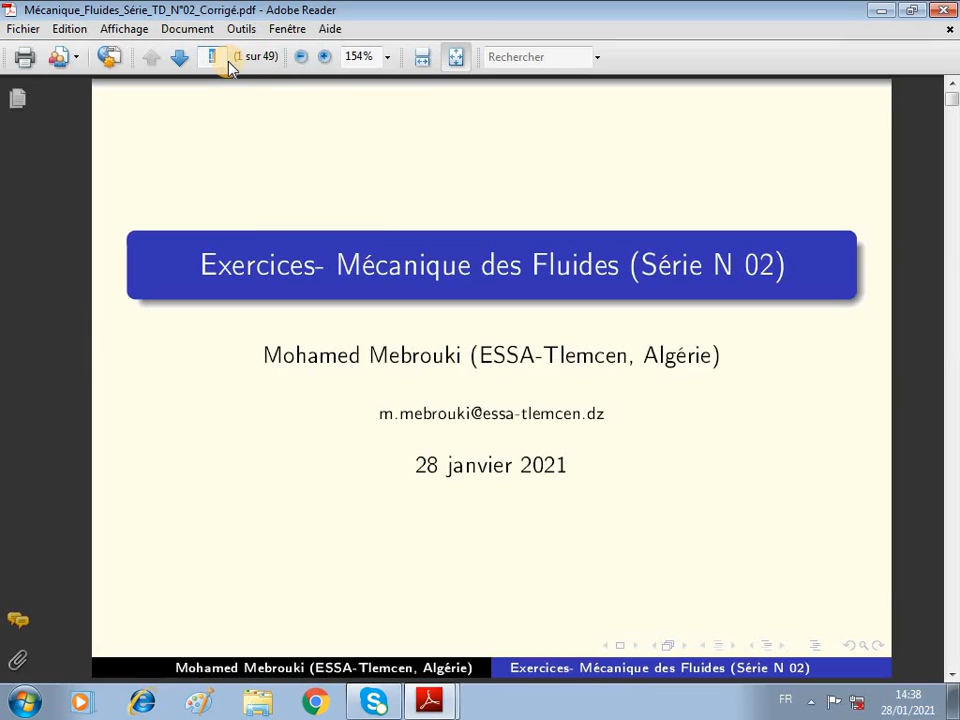 Mécanique_Fluides_Série_TD_N°02_Corrigé.pdf - Adobe Reader
Fichier Edition Affichage Document Outils Fenêtre Aide
1 (1 sur 49) 154% Rechercher
Exercices- Mécanique des Fluides (Série N 02)
Mohamed Mebrouki (ESSA-Tlemcen, Algérie)
m.mebrouki@essa-tlemcen.dz
28 janvier 2021
Mohamed Mebrouki (ESSA-Tlemcen, Algérie) Exercices- Mécanique des Fluides (Série N 02)
FR 14:38
28/01/2021